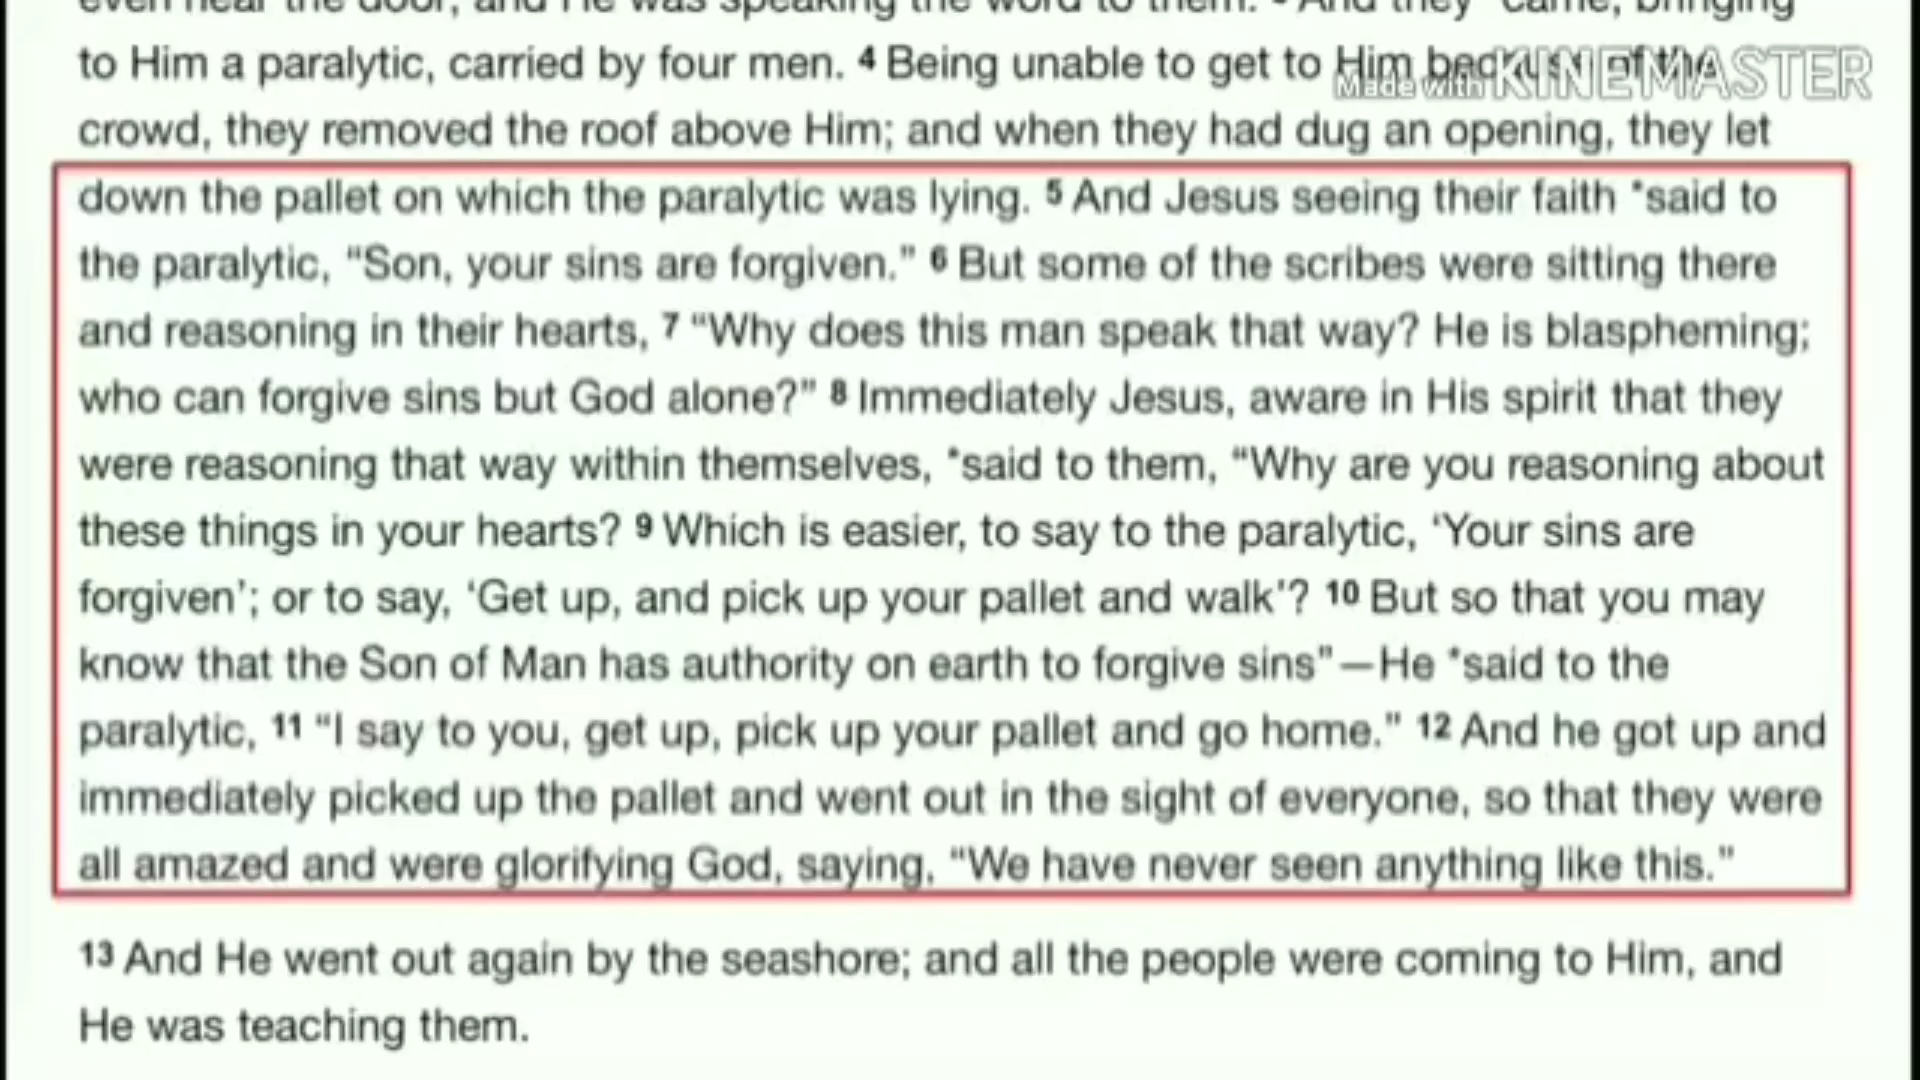 even near the door, and He was speaking the word to them. 3 And they *came, bringing
to Him a paralytic, carried by four men. 4 Being unable to get to Him because of the
Made with KINEMASTER
crowd, they removed the roof above Him; and when they had dug an opening, they let
down the pallet on which the paralytic was lying. 5 And Jesus seeing their faith *said to
the paralytic, “Son, your sins are forgiven.” 6 But some of the scribes were sitting there
and reasoning in their hearts, 7 “Why does this man speak that way? He is blaspheming;
who can forgive sins but God alone?” 8 Immediately Jesus, aware in His spirit that they
were reasoning that way within themselves, *said to them, “Why are you reasoning about
these things in your hearts? 9 Which is easier, to say to the paralytic, ‘Your sins are
forgiven’; or to say, ‘Get up, and pick up your pallet and walk’? 10 But so that you may
know that the Son of Man has authority on earth to forgive sins”—He *said to the
paralytic, 11 “I say to you, get up, pick up your pallet and go home.” 12 And he got up and
immediately picked up the pallet and went out in the sight of everyone, so that they were
all amazed and were glorifying God, saying, “We have never seen anything like this.”
13 And He went out again by the seashore; and all the people were coming to Him, and
He was teaching them.